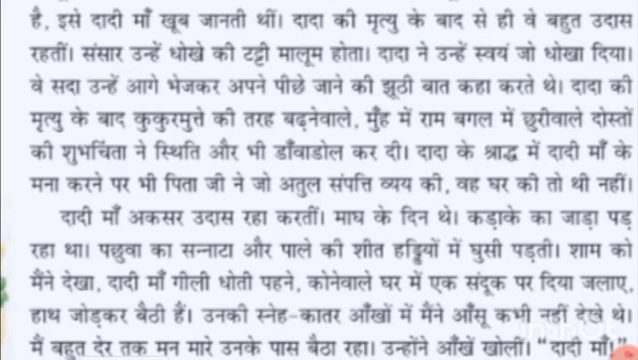 है, इसे दादी माँ खूब जानती थीं। दादा की मृत्यु के बाद से ही वे बहुत उदास
रहतीं। संसार उन्हें धोखे की टट्टी मालूम होता। दादा ने उन्हें स्वयं जो धोखा दिया।
वे सदा उन्हें आगे भेजकर अपने पीछे जाने की झूठी बात कहा करते थे। दादा की
मृत्यु के बाद कुकुरमुत्ते की तरह बढ़नेवाले, मुँह में राम बगल में छुरीवाले दोस्तों
की शुभचिंता ने स्थिति और भी डाँवाडोल कर दी। दादा के श्राद्ध में दादी माँ के
मना करने पर भी पिता जी ने जो अतुल संपत्ति व्यय की, वह घर की तो थी नहीं।
दादी माँ अकसर उदास रहा करतीं। माघ के दिन थे। कड़ाके का जाड़ा पड़
रहा था। पछुवा का सन्नाटा और पाले की शीत हड्डियों में घुसी पड़ती। शाम को
मैंने देखा, दादी माँ गीली धोती पहने, कोनेवाले घर में एक संदूक पर दिया जलाए,
हाथ जोड़कर बैठी हैं। उनकी स्नेह-कातर आँखों में मैंने आँसू कभी नहीं देखे थे।
मैं बहुत देर तक मन मारे उनके पास बैठा रहा। उन्होंने आँखें खोलीं। "दादी माँ!"